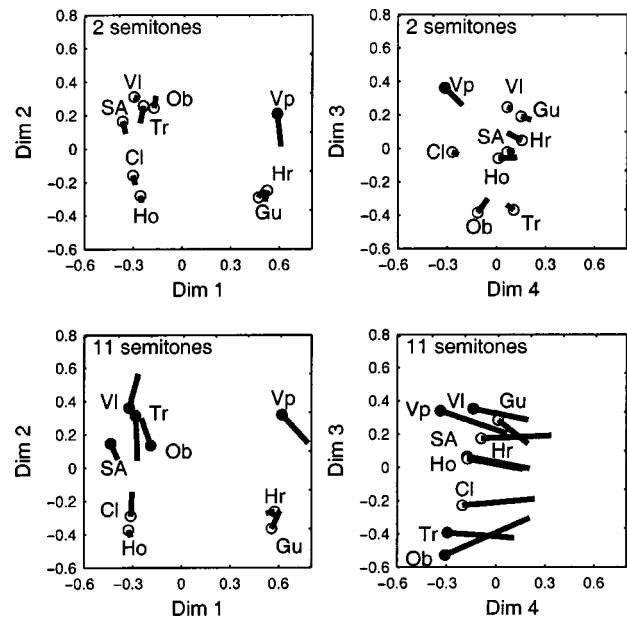 2 semitones
0.8
0.6
0.4
0.2
0
−0.2
−0.4
−0.6
Dim 2
Vl
Ob
Vp
SA
Tr
Cl
Hr
Ho
Gu
−0.6
−0.3
0
0.3
0.6
Dim 1
2 semitones
0.8
0.6
0.4
0.2
0
−0.2
−0.4
−0.6
Dim 3
Vp
Vl
Gu
SA
Hr
Cl
Ho
Ob
Tr
−0.6
−0.3
0
0.3
0.6
Dim 4
11 semitones
0.8
0.6
0.4
0.2
0
−0.2
−0.4
−0.6
Dim 2
Vl
Tr
Vp
Ob
SA
Cl
Hr
Ho
Gu
−0.6
−0.3
0
0.3
0.6
Dim 1
11 semitones
0.8
0.6
0.4
0.2
0
−0.2
−0.4
−0.6
Dim 3
Vp
Vl
Gu
SA
Hr
Ho
Cl
Tr
Ob
−0.6
−0.3
0
0.3
0.6
Dim 4